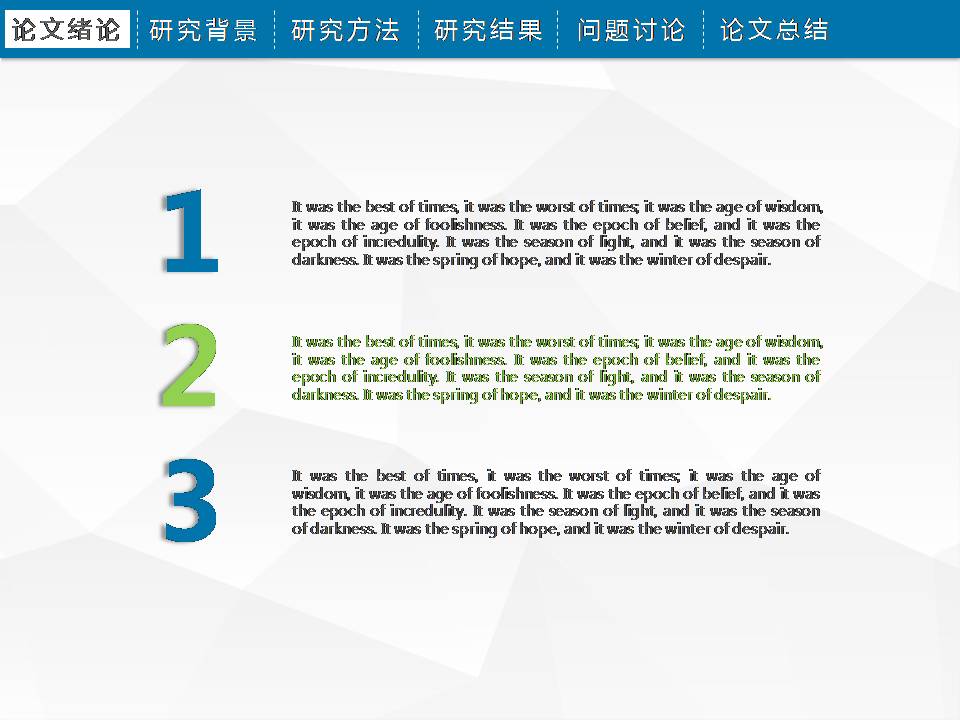 论文绪论 研究背景 研究方法 研究结果 问题讨论 论文总结
1
It was the best of times, it was the worst of times; it was the age of wisdom,
it was the age of foolishness. It was the epoch of belief, and it was the
epoch of incredulity. It was the season of light, and it was the season of
darkness. It was the spring of hope, and it was the winter of despair.
2
It was the best of times, it was the worst of times; it was the age of wisdom,
it was the age of foolishness. It was the epoch of belief, and it was the
epoch of incredulity. It was the season of light, and it was the season of
darkness. It was the spring of hope, and it was the winter of despair.
3
It was the best of times, it was the worst of times; it was the age of
wisdom, it was the age of foolishness. It was the epoch of belief, and it was
the epoch of incredulity. It was the season of light, and it was the season
of darkness. It was the spring of hope, and it was the winter of despair.